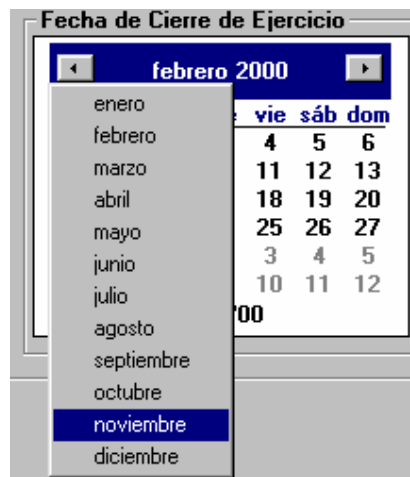 Fecha de Cierre de Ejercicio
febrero 2000
vie sáb dom
4 5 6
11 12 13
18 19 20
25 26 27
3 4 5
10 11 12
'00
enero
febrero
marzo
abril
mayo
junio
julio
agosto
septiembre
octubre
noviembre
diciembre